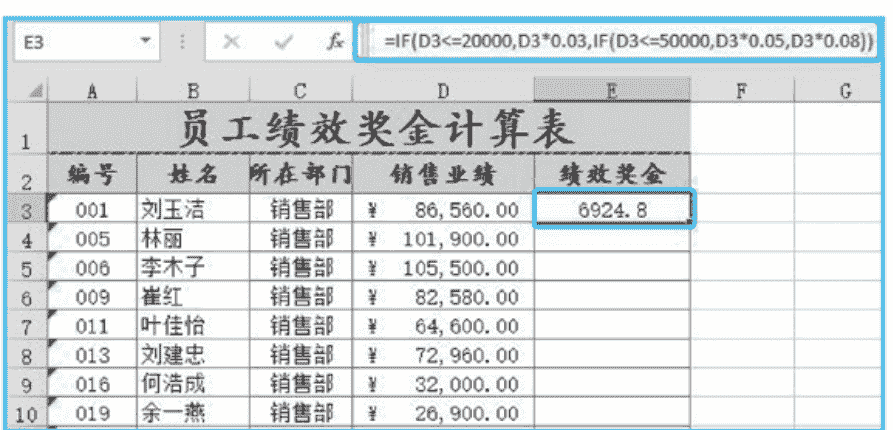 E3 fx =IF(D3<=20000,D3*0.03,IF(D3<=50000,D3*0.05,D3*0.08))
A B C D E F G
1 员工绩效奖金计算表
2 编号 姓名 所在部门 销售业绩 绩效奖金
3 001 刘玉洁 销售部 ¥ 86,560.00 6924.8
4 005 林丽 销售部 ¥ 101,900.00
5 006 李木子 销售部 ¥ 105,500.00
6 009 崔红 销售部 ¥ 82,580.00
7 011 叶佳怡 销售部 ¥ 64,600.00
8 013 刘建忠 销售部 ¥ 72,960.00
9 016 何浩成 销售部 ¥ 32,000.00
10 019 余一燕 销售部 ¥ 26,900.00